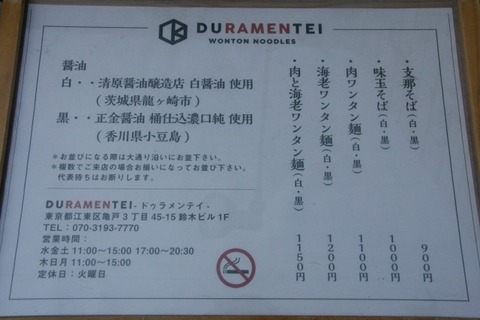 DURAMENTEI
WONTON NOODLES
醤油
白・・清原醤油醸造店 白醤油 使用
(茨城県龍ヶ崎市)
黒・・正金醤油 桶仕込濃口純 使用
(香川県小豆島)
＊お並びになる際は大通り沿いにお並び下さい。
＊複数でご来店の場合お揃いになってお並び下さい。
代表待ちはお断りします。
DURAMENTEI - ドゥラメンテイ -
東京都江東区亀戸3丁目45-15 鈴木ビル1F
TEL：070-3193-7770
営業時間：
水金土 11:00〜15:00 17:00〜20:30
木日月 11:00〜15:00
定休日：火曜日
・支那そば(白・黒) 900円
・味玉そば(白・黒) 1000円
・肉ワンタン麺(白・黒) 1100円
・海老ワンタン麺(白・黒) 1200円
・肉と海老ワンタン麺(白・黒) 1150円